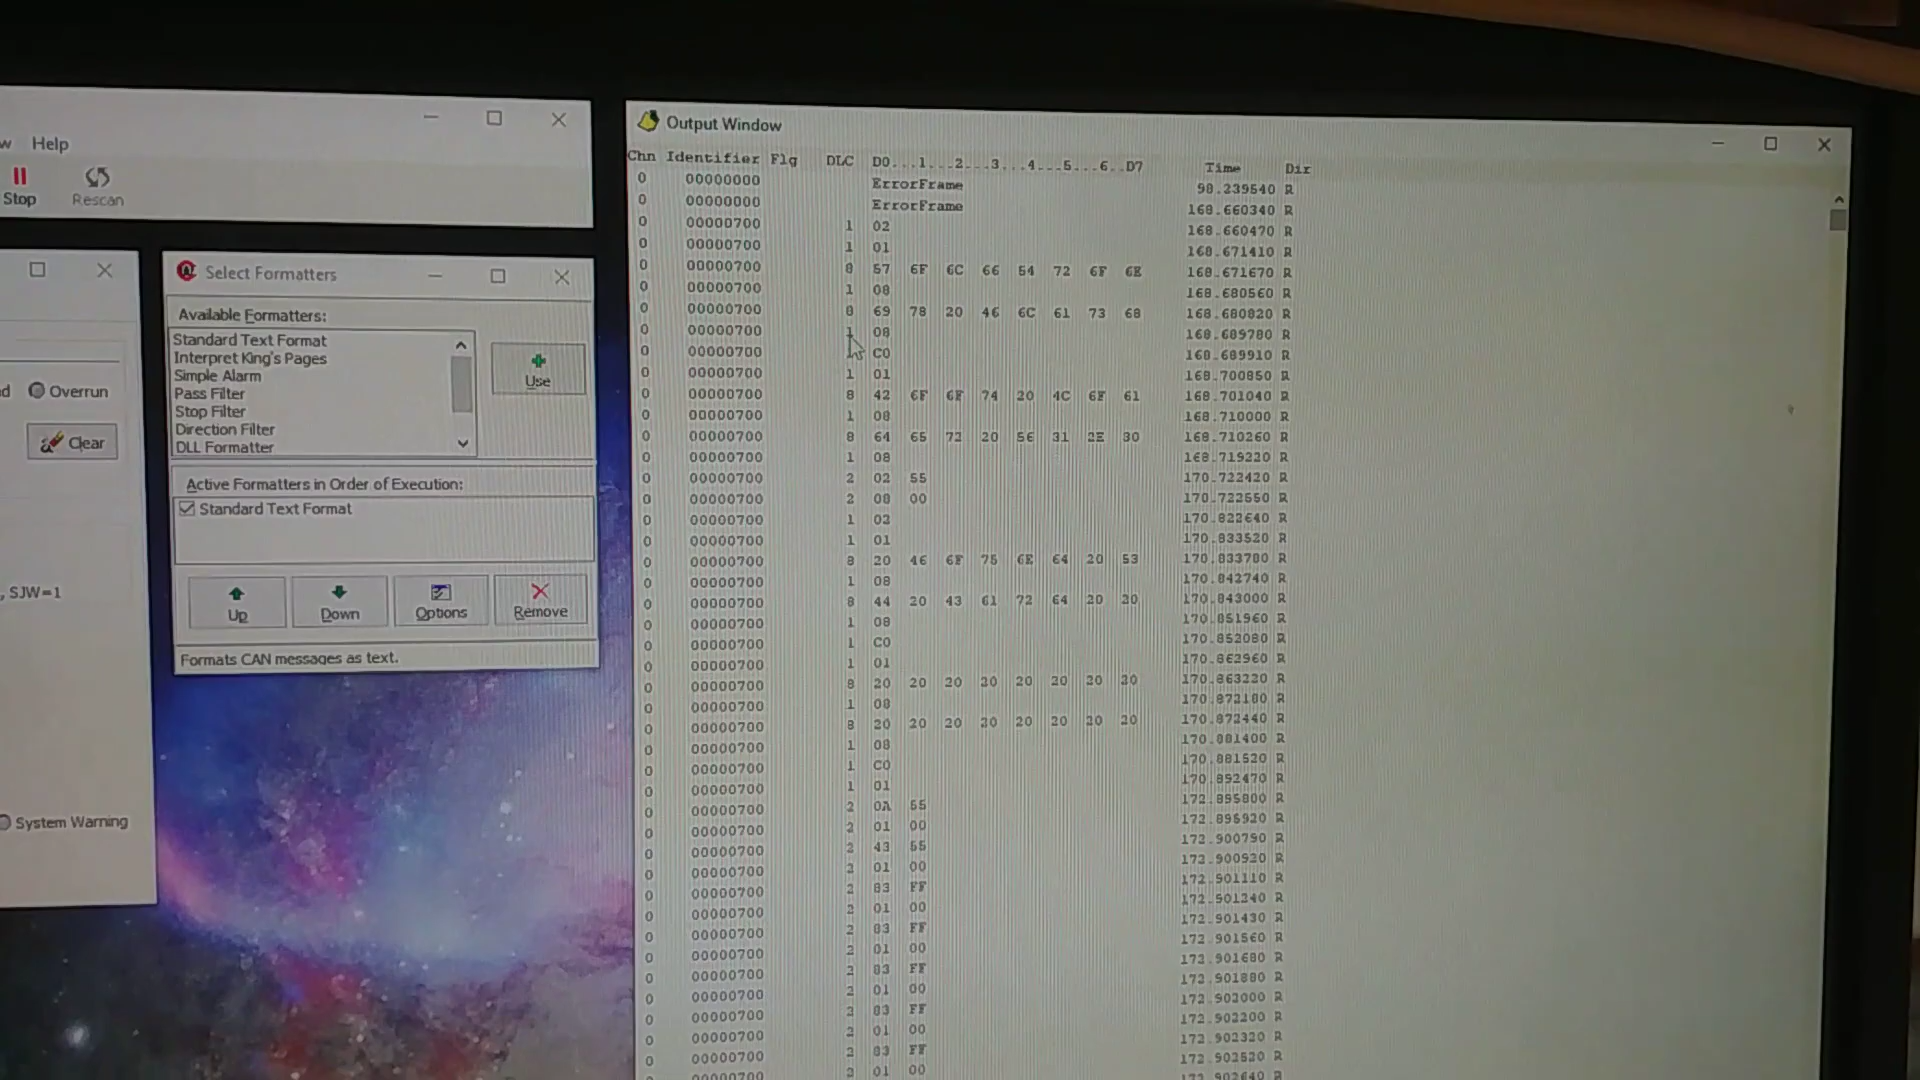 w Help
Stop Rescan
d Overrun
Clear
, SJW=1
System Warning
Select Formatters
Available Formatters:
Standard Text Format
Interpret King's Pages
Simple Alarm
Pass Filter
Stop Filter
Direction Filter
DLL Formatter
Use
Active Formatters in Order of Execution:
Standard Text Format
Up Down Options Remove
Formats CAN messages as text.
Output Window
Chn Identifier Flg DLC D0...1...2...3...4...5...6..D7 Time Dir
0 00000000 ErrorFrame 98.239540 R
0 00000000 ErrorFrame 168.660340 R
0 00000700 1 02 168.660470 R
0 00000700 1 01 168.671410 R
0 00000700 8 57 6F 6C 66 54 72 6F 6E 168.671670 R
0 00000700 1 08 168.680560 R
0 00000700 8 69 78 20 46 6C 61 73 68 168.680820 R
0 00000700 1 08 168.689780 R
0 00000700 1 C0 168.689910 R
0 00000700 1 01 168.700850 R
0 00000700 8 42 6F 6F 74 20 4C 6F 61 168.701040 R
0 00000700 1 08 168.710000 R
0 00000700 8 64 65 72 20 56 31 2E 30 168.710260 R
0 00000700 1 08 168.719220 R
0 00000700 2 02 55 170.722420 R
0 00000700 2 08 00 170.722550 R
0 00000700 1 02 170.822640 R
0 00000700 1 01 170.833520 R
0 00000700 8 20 46 6F 75 6E 64 20 53 170.833780 R
0 00000700 1 08 170.842740 R
0 00000700 8 44 20 43 61 72 64 20 20 170.843000 R
0 00000700 1 08 170.851960 R
0 00000700 1 C0 170.852080 R
0 00000700 1 01 170.862960 R
0 00000700 8 20 20 20 20 20 20 20 20 170.863220 R
0 00000700 1 08 170.872180 R
0 00000700 8 20 20 20 20 20 20 20 20 170.872440 R
0 00000700 1 08 170.881400 R
0 00000700 1 C0 170.881520 R
0 00000700 1 01 170.892470 R
0 00000700 2 0A 55 172.895800 R
0 00000700 2 01 00 172.895920 R
0 00000700 2 43 55 172.900790 R
0 00000700 2 01 00 172.900920 R
0 00000700 2 83 FF 172.901110 R
0 00000700 2 01 00 172.901240 R
0 00000700 2 83 FF 172.901430 R
0 00000700 2 01 00 172.901560 R
0 00000700 2 83 FF 172.901680 R
0 00000700 2 01 00 172.901880 R
0 00000700 2 83 FF 172.902000 R
0 00000700 2 01 00 172.902200 R
0 00000700 2 83 FF 172.902320 R
0 00000700 2 01 00 172.902520 R
172.902640 R